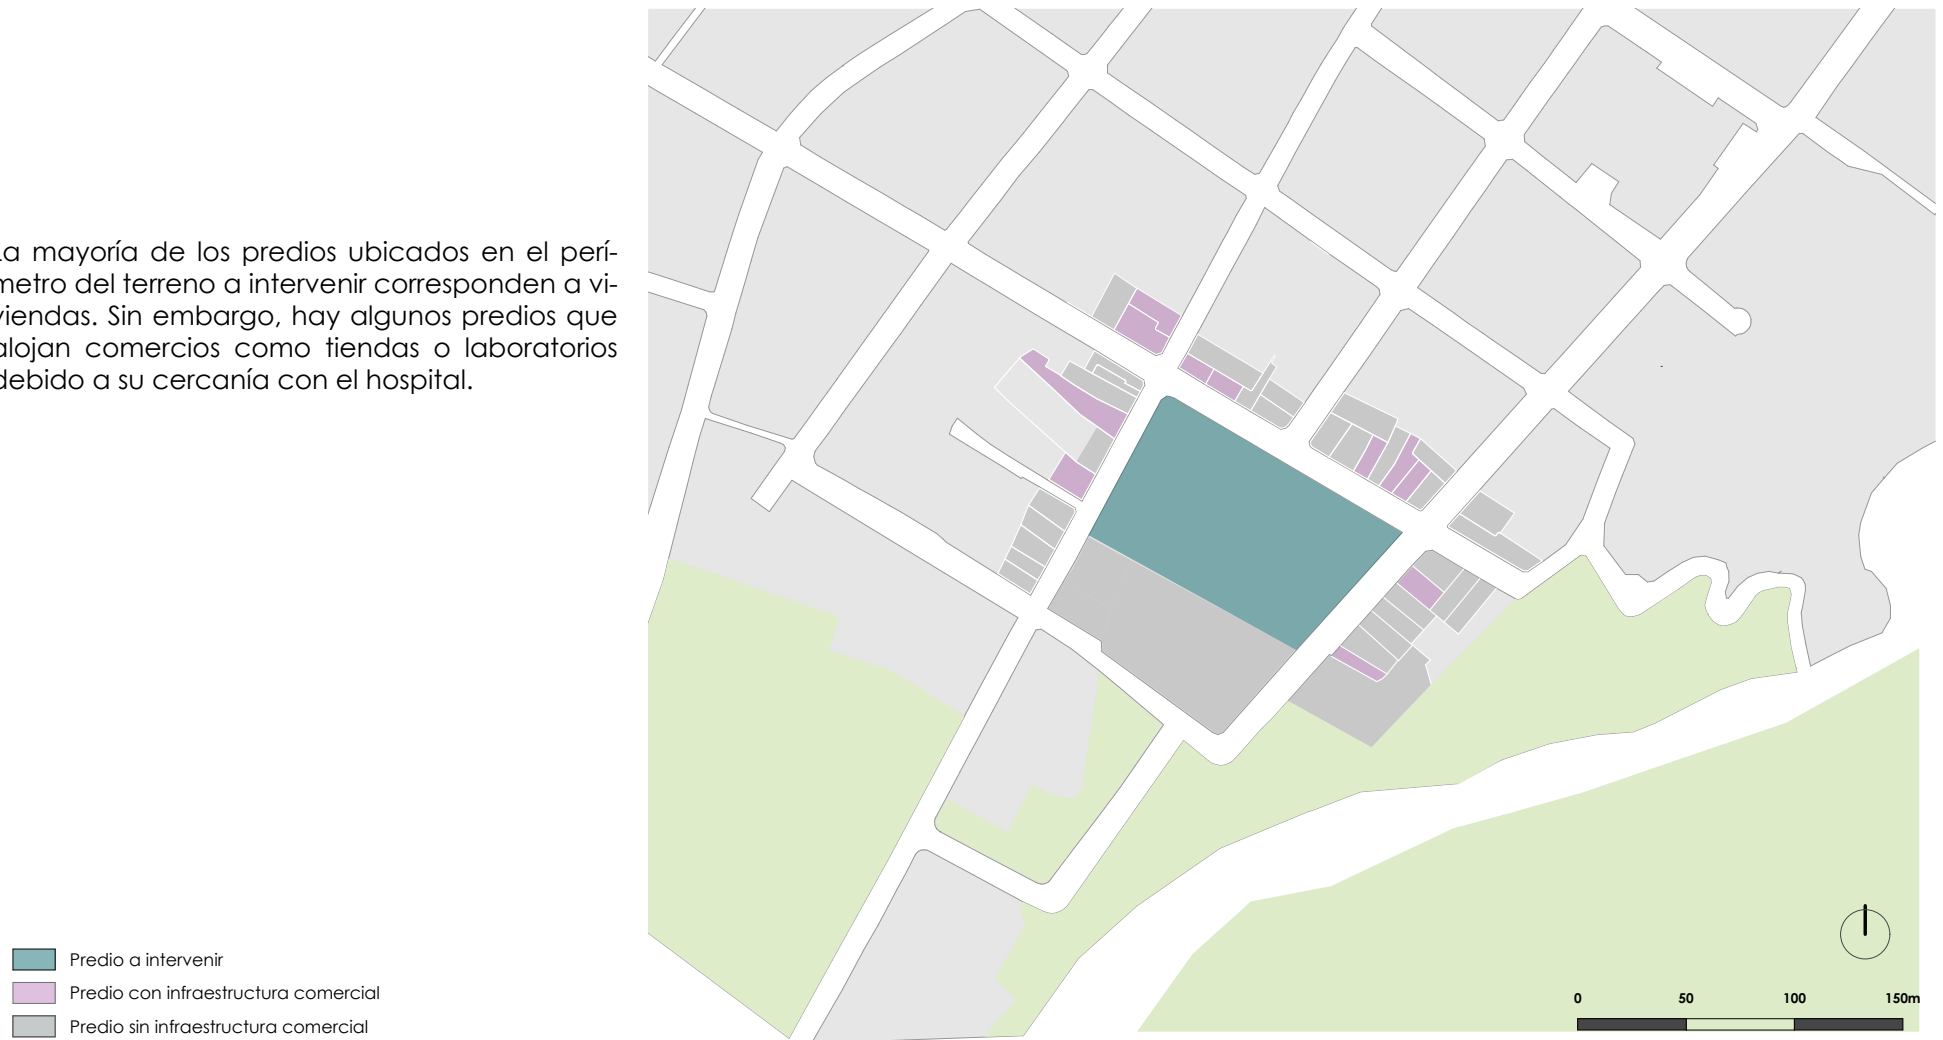 La mayoría de los predios ubicados en el perí-
metro del terreno a intervenir corresponden a vi-
viendas. Sin embargo, hay algunos predios que
alojan comercios como tiendas o laboratorios
debido a su cercanía con el hospital.
Predio a intervenir
Predio con infraestructura comercial
Predio sin infraestructura comercial
0 50 100 150m